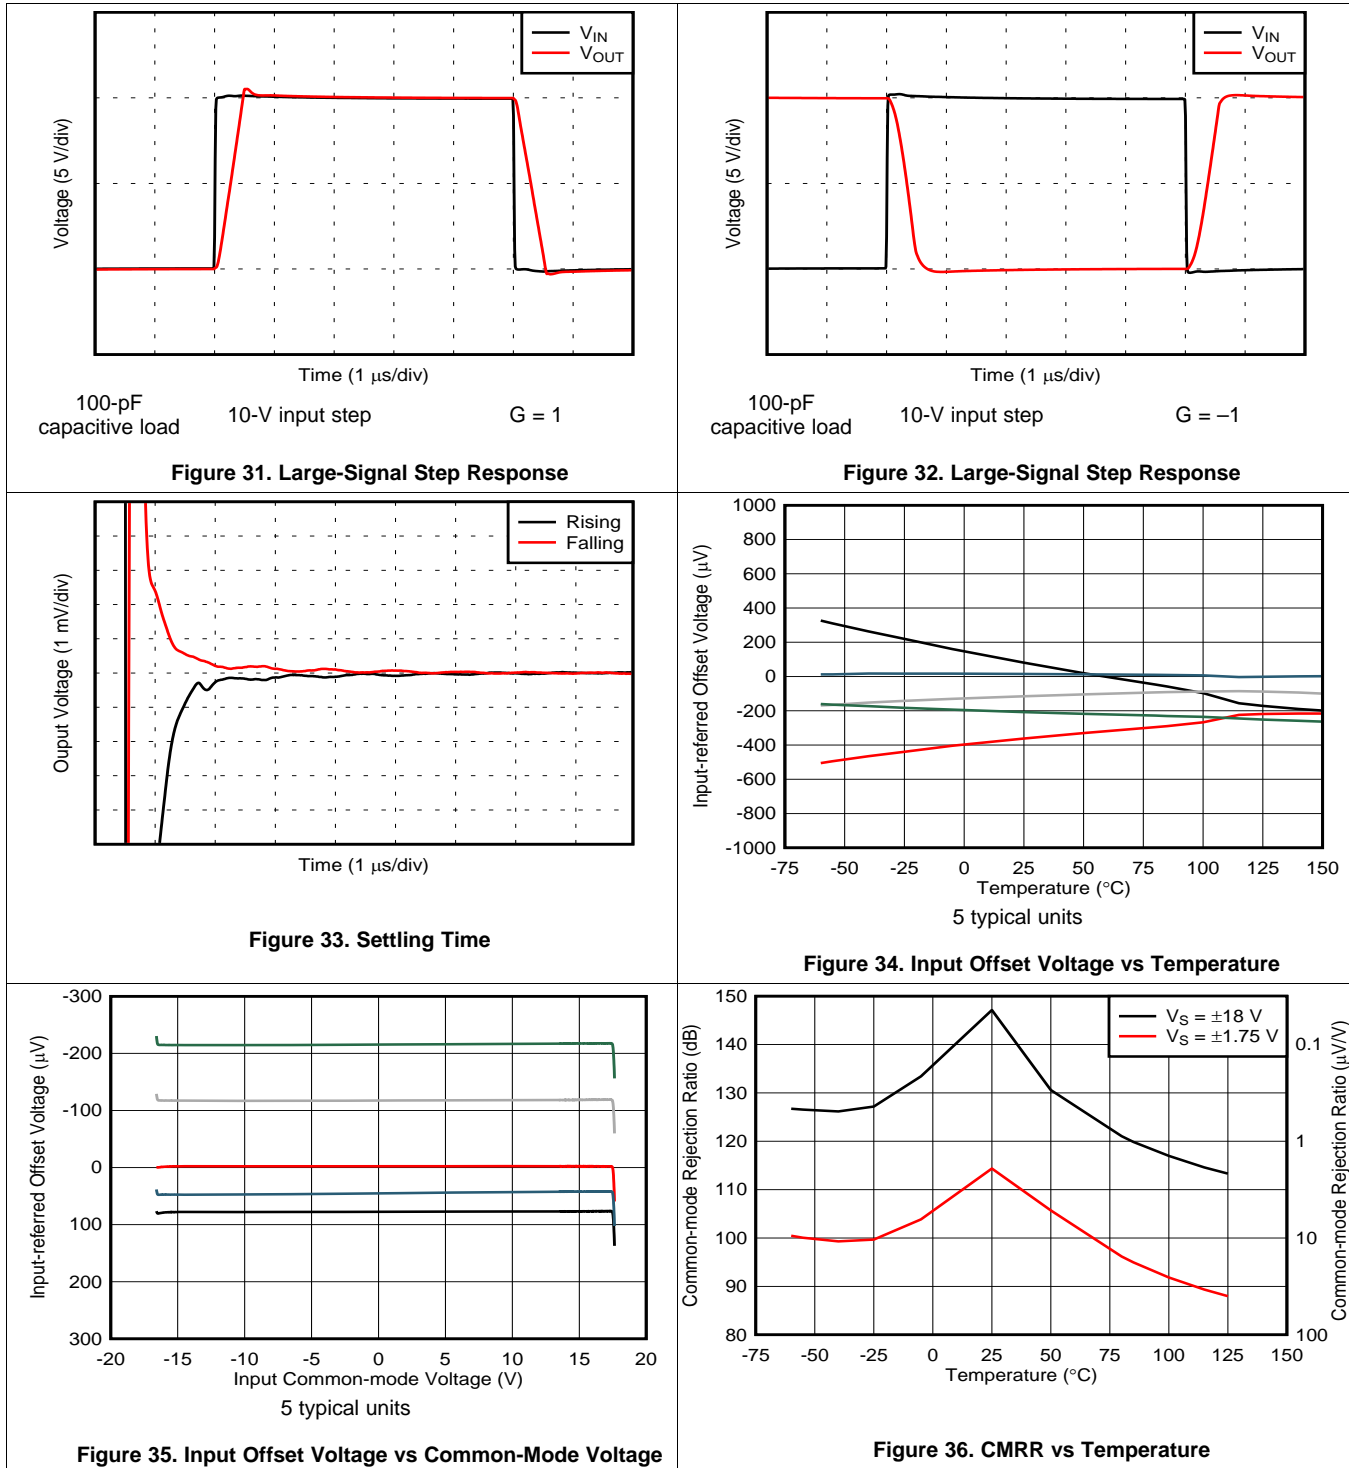 V_IN
V_OUT
Voltage (5 V/div)
Time (1 μs/div)
100-pF
capacitive load
10-V input step
G = 1
Figure 31. Large-Signal Step Response
V_IN
V_OUT
Voltage (5 V/div)
Time (1 μs/div)
100-pF
capacitive load
10-V input step
G = –1
Figure 32. Large-Signal Step Response
Rising
Falling
Ouput Voltage (1 mV/div)
Time (1 μs/div)
Figure 33. Settling Time
Input-referred Offset Voltage (μV)
1000
800
600
400
200
0
-200
-400
-600
-800
-1000
-75 -50 -25 0 25 50 75 100 125 150
Temperature (°C)
5 typical units
Figure 34. Input Offset Voltage vs Temperature
Input-referred Offset Voltage (μV)
-300
-200
-100
0
100
200
300
-20 -15 -10 -5 0 5 10 15 20
Input Common-mode Voltage (V)
5 typical units
Figure 35. Input Offset Voltage vs Common-Mode Voltage
V_S = ±18 V
V_S = ±1.75 V
Common-mode Rejection Ratio (dB)
150
140
130
120
110
100
90
80
0.1
1
10
100
Common-mode Rejection Ratio (μV/V)
-75 -50 -25 0 25 50 75 100 125 150
Temperature (°C)
Figure 36. CMRR vs Temperature